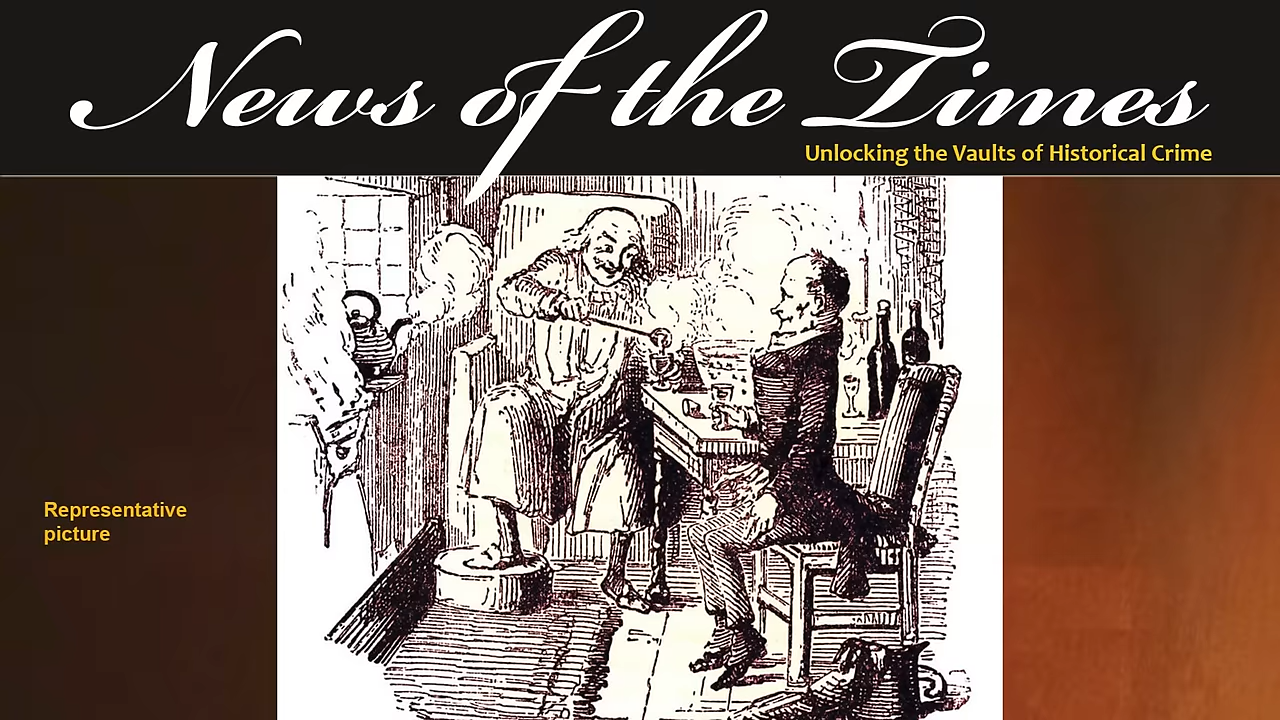 News of the Times
Unlocking the Vaults of Historical Crime
Representative
picture